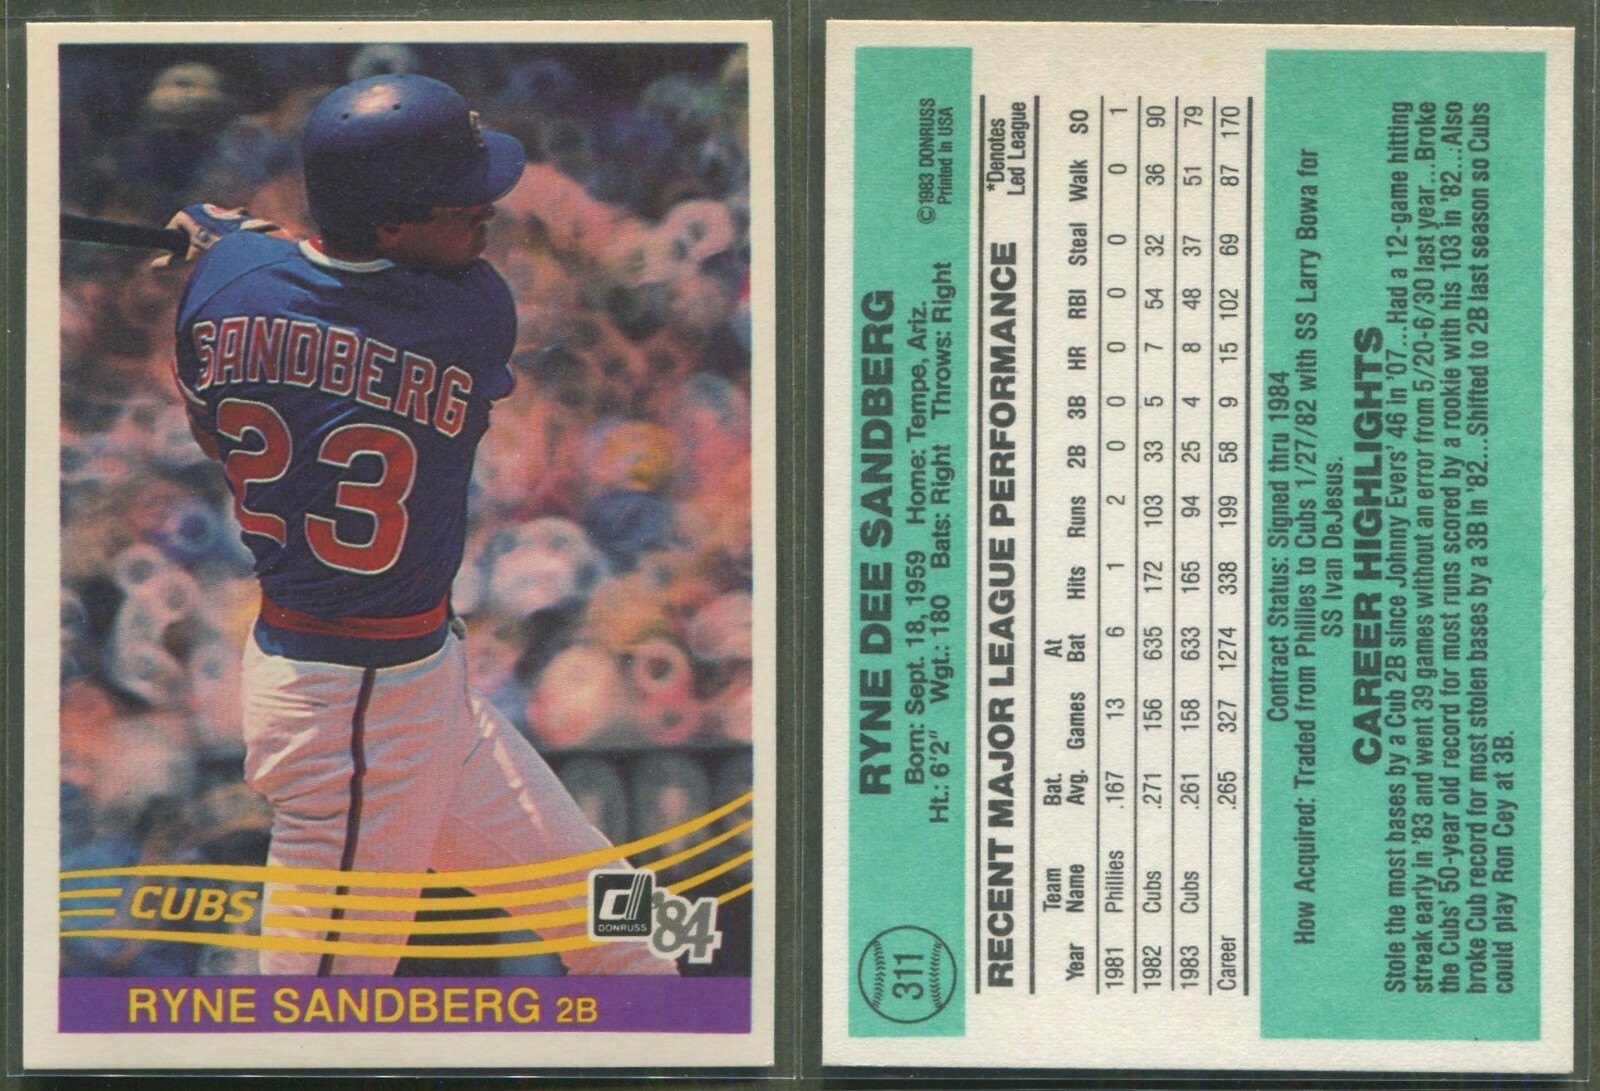 SANDBERG
23
CUBS
d
DONRUSS
'84
RYNE SANDBERG 2B
311
RYNE DEE SANDBERG
Born: Sept. 18, 1959 Home: Tempe, Ariz.
Ht.: 6'2" Wgt.: 180 Bats: Right Throws: Right
©1983 DONRUSS
Printed in USA
RECENT MAJOR LEAGUE PERFORMANCE
*Denotes
Led League
Year Team Name Bat. Avg. Games At Bat Hits Runs 2B 3B HR RBI Steal Walk SO
1981 Phillies .167 13 6 1 2 0 0 0 0 0 0 1
1982 Cubs .271 156 635 172 103 33 5 7 54 32 36 90
1983 Cubs .261 158 633 165 94 25 4 8 48 37 51 79
Career .265 327 1274 338 199 58 9 15 102 69 87 170
Contract Status: Signed thru 1984
How Acquired: Traded from Phillies to Cubs 1/27/82 with SS Larry Bowa for
SS Ivan DeJesus.
CAREER HIGHLIGHTS
Stole the most bases by a Cub 2B since Johnny Evers' 46 in '07...Had a 12-game hitting
streak early in '83 and went 39 games without an error from 5/20-6/30 last year...Broke
the Cubs' 50-year old record for most runs scored by a rookie with his 103 in '82...Also
broke Cub record for most stolen bases by a 3B in '82...Shifted to 2B last season so Cubs
could play Ron Cey at 3B.